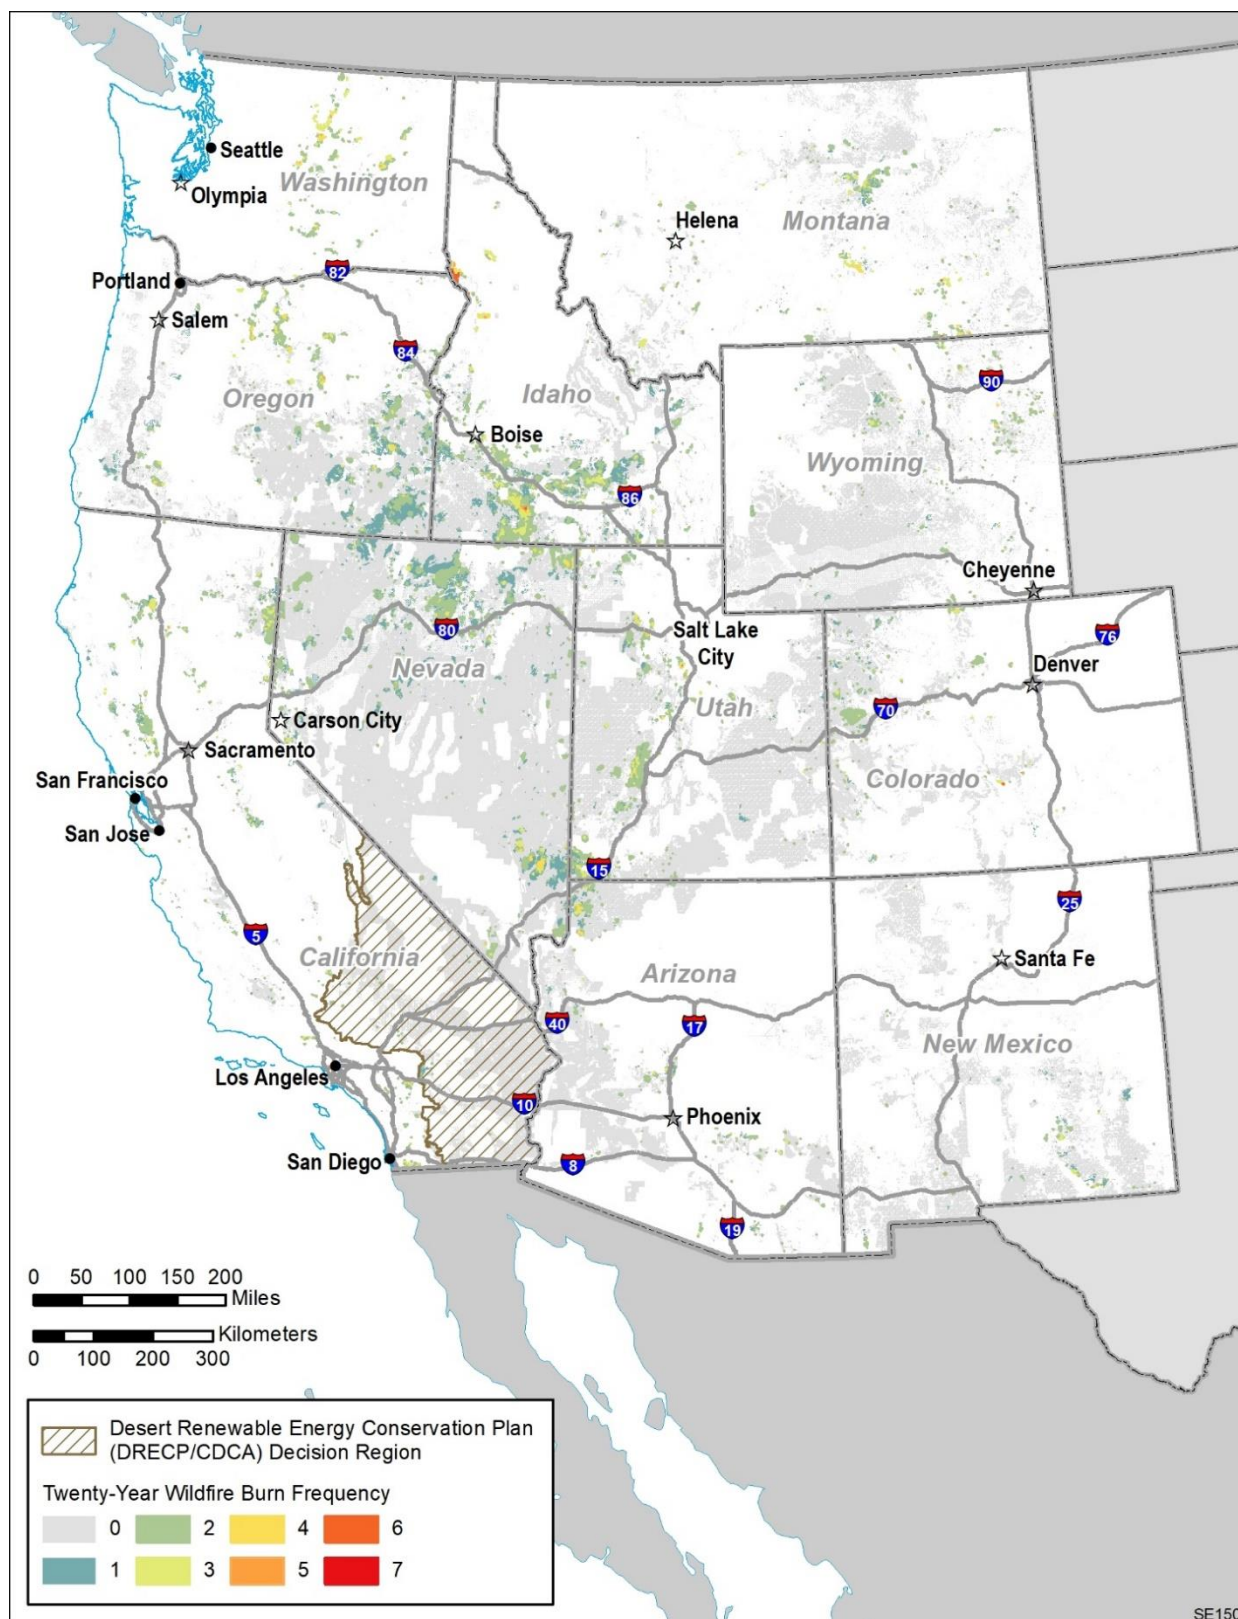 Seattle
Washington
Olympia
Helena
Montana
82
Portland
Salem
84
90
Idaho
Oregon
Boise
Wyoming
86
Cheyenne
80
Salt Lake
City
76
Nevada
Denver
Utah
70
Carson City
Sacramento
San Francisco
Colorado
San Jose
15
25
5
California
Santa Fe
Arizona
40
17
New Mexico
Los Angeles
10
Phoenix
San Diego
8
19
0 50 100 150 200
Miles
Kilometers
0 100 200 300
Desert Renewable Energy Conservation Plan
(DRECP/CDCA) Decision Region
Twenty-Year Wildfire Burn Frequency
0 2 4 6
1 3 5 7
SE150